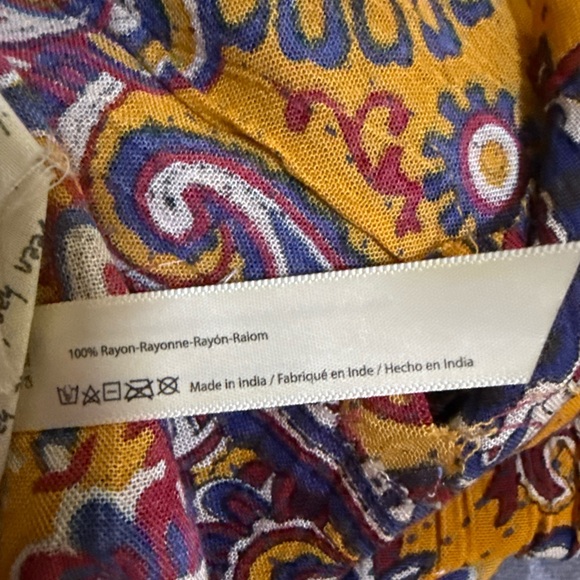 100% Rayon-Rayonne-Rayón-Raiom
Made in India / Fabriqué en Inde / Hecho en India